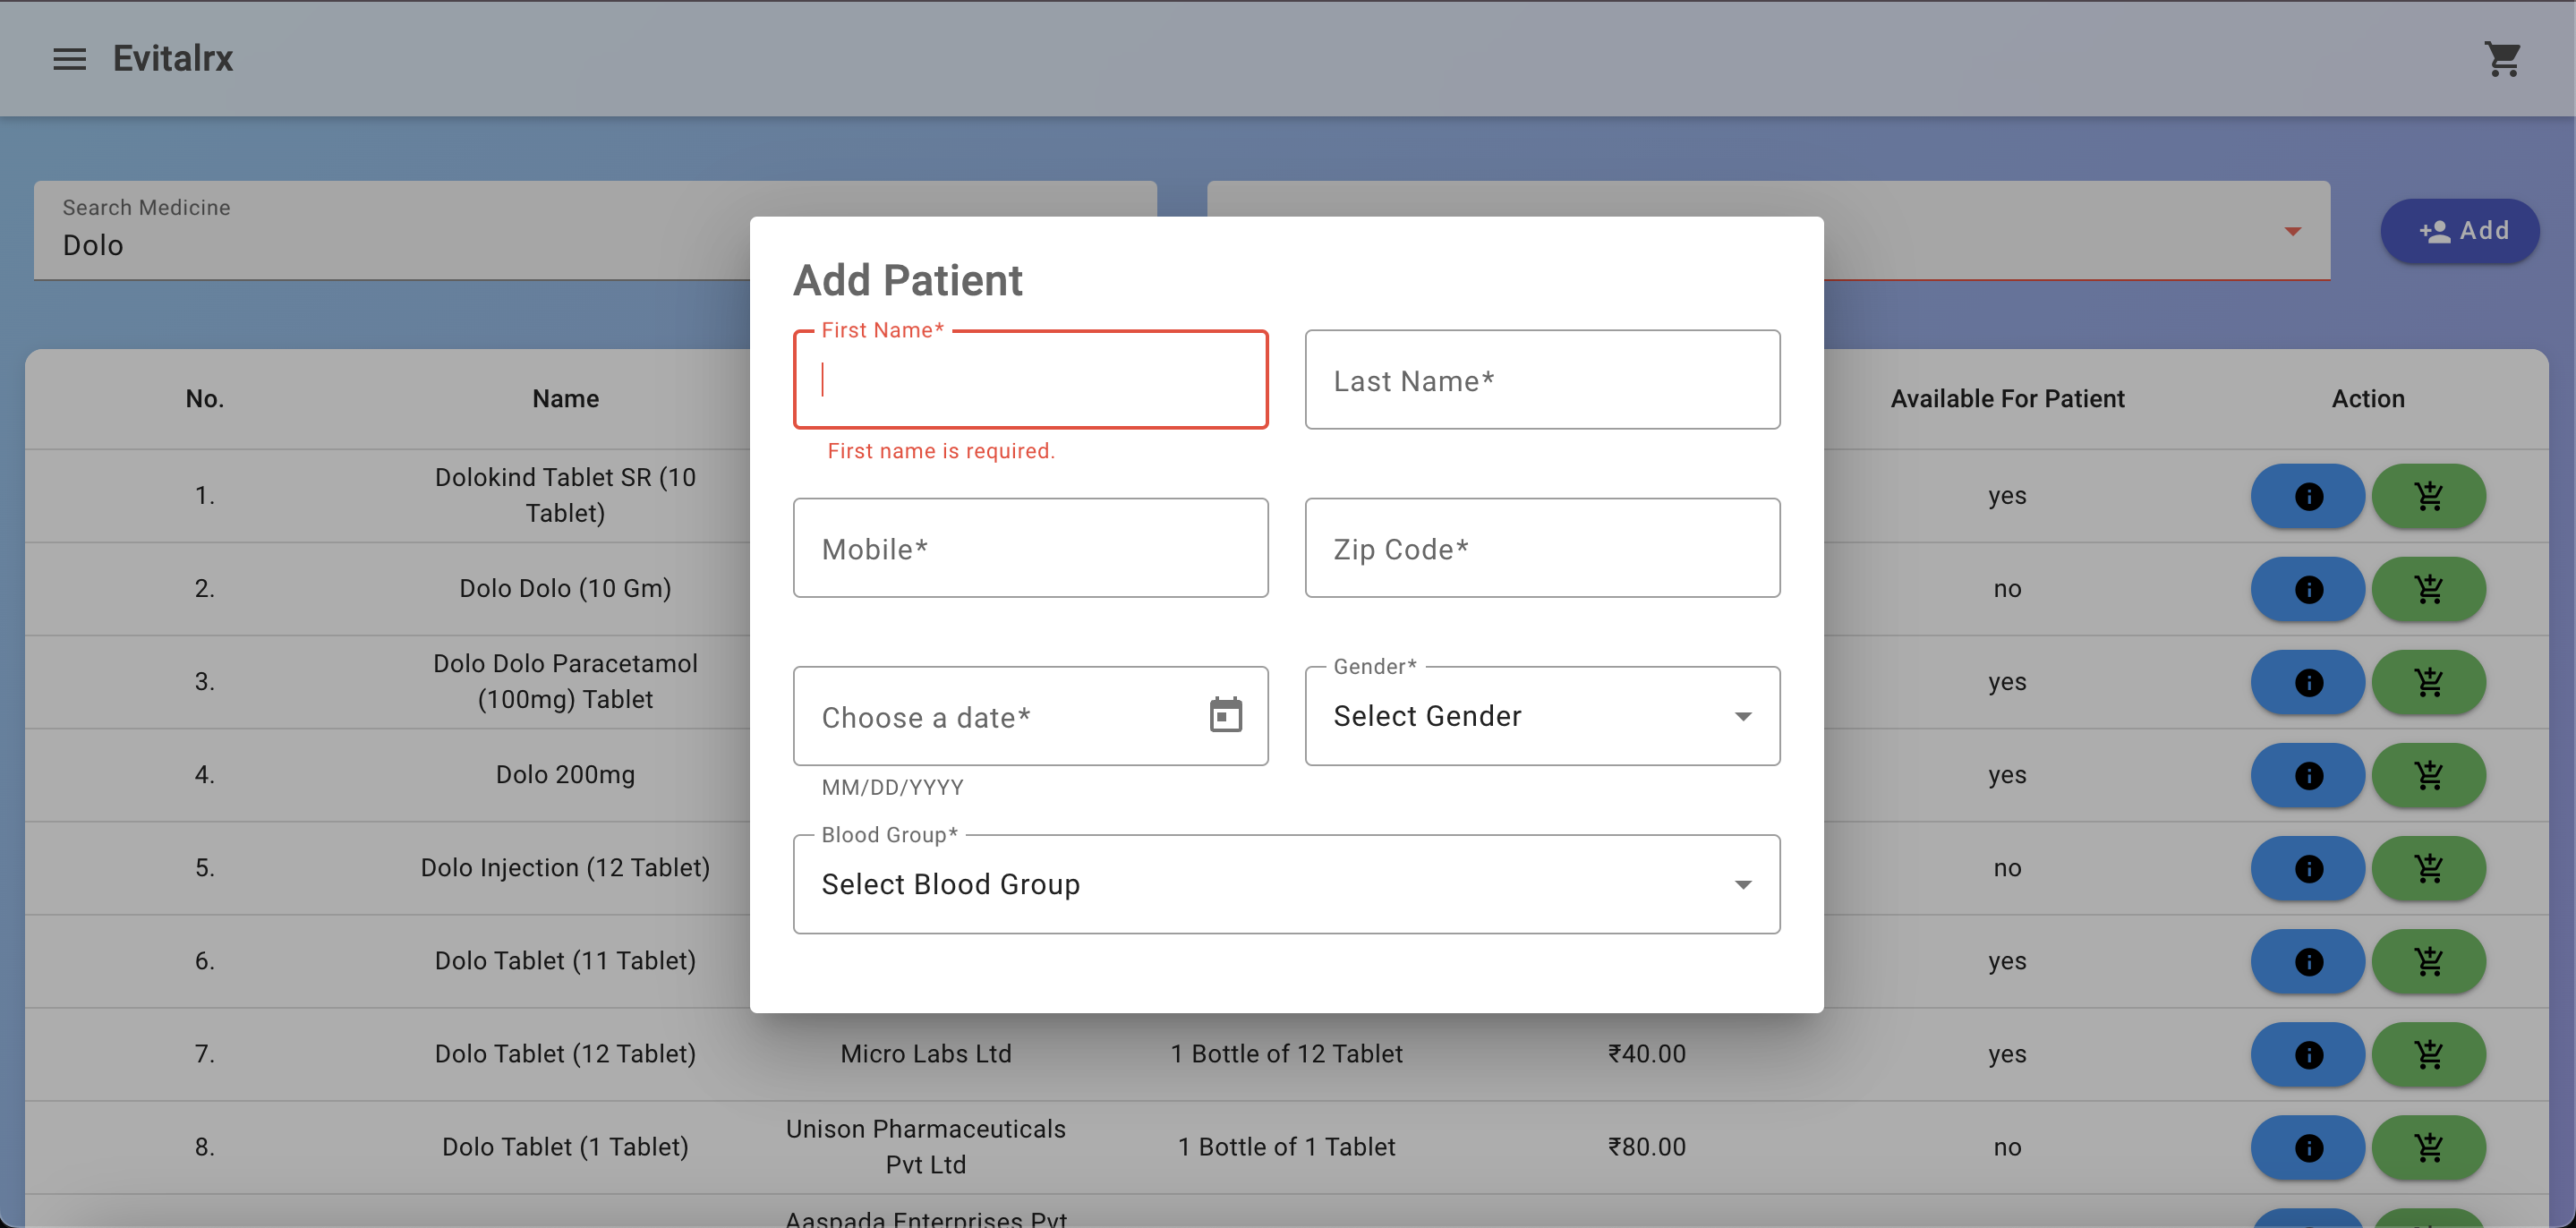 Evitalrx
Search Medicine
Dolo
Add
Add Patient
First Name*
Last Name*
First name is required.
Mobile*
Zip Code*
Choose a date*
Gender*
Select Gender
MM/DD/YYYY
Blood Group*
Select Blood Group
No.
Name
Available For Patient
Action
1.
Dolokind Tablet SR (10
Tablet)
yes
2.
Dolo Dolo (10 Gm)
no
3.
Dolo Dolo Paracetamol
(100mg) Tablet
yes
4.
Dolo 200mg
yes
5.
Dolo Injection (12 Tablet)
no
6.
Dolo Tablet (11 Tablet)
yes
7.
Dolo Tablet (12 Tablet)
Micro Labs Ltd
1 Bottle of 12 Tablet
₹40.00
yes
8.
Dolo Tablet (1 Tablet)
Unison Pharmaceuticals
Pvt Ltd
1 Bottle of 1 Tablet
₹80.00
no
Aaspada Enterprises Pvt